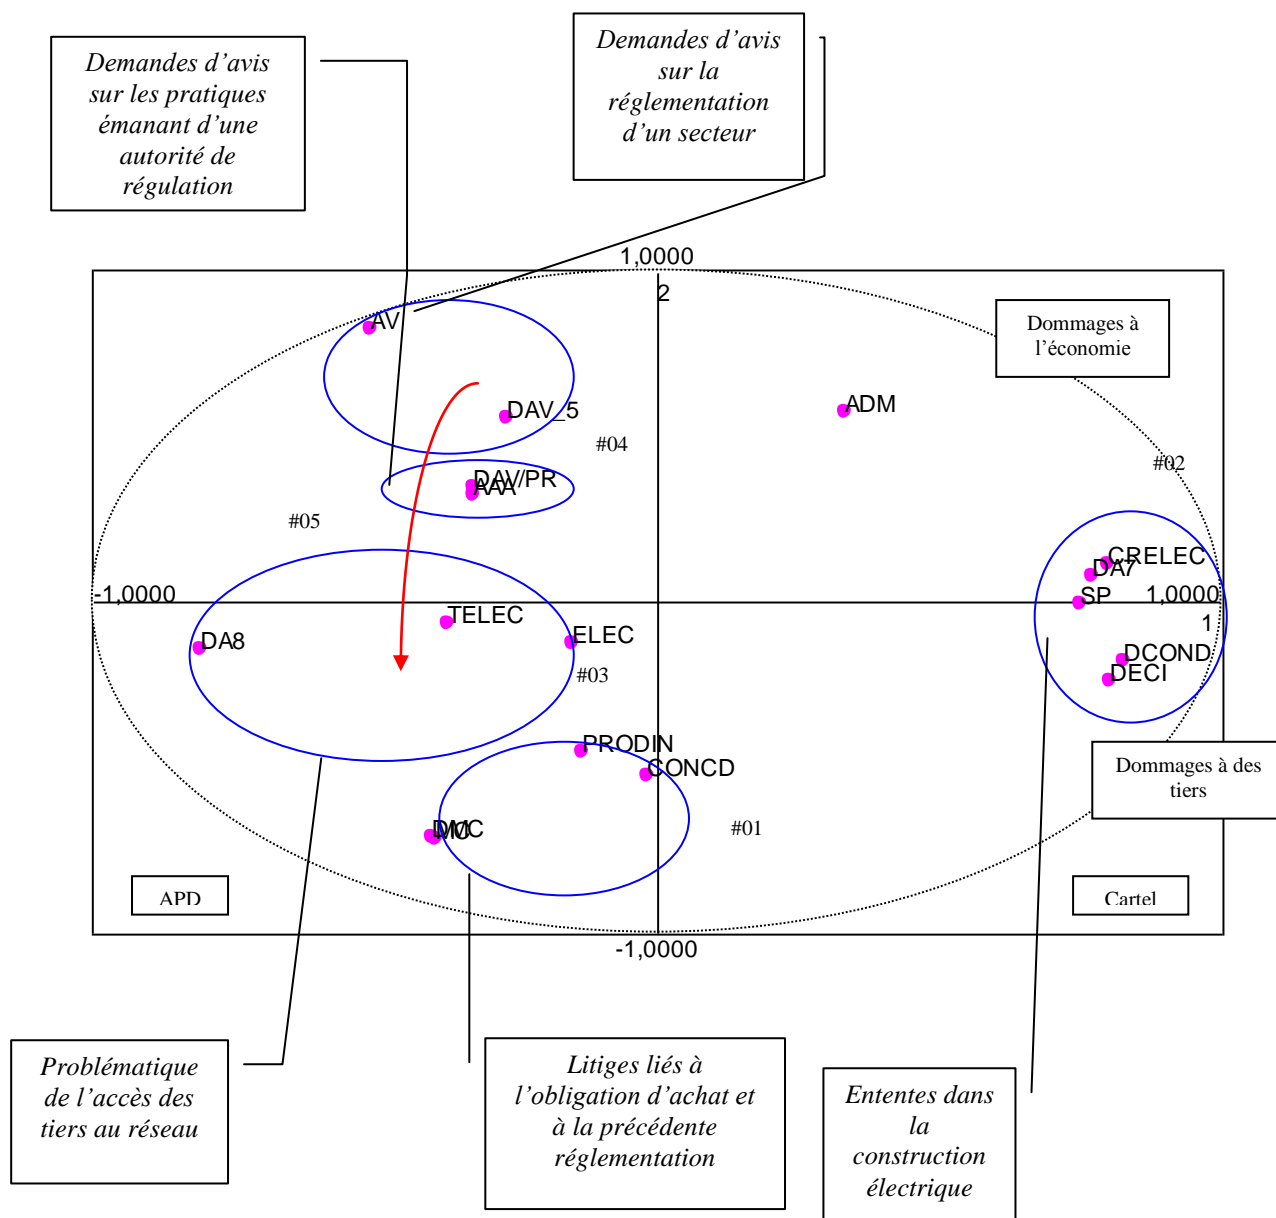 Demandes d’avis
sur les pratiques
émanant d’une
autorité de
régulation
Demandes d’avis
sur la
réglementation
d’un secteur
1,0000
2
AV
DAV_5
#04
ADM
Dommages à
l’économie
#02
DAV/PR
AAA
#05
CRELEC
DA7
SP
-1,0000
1,0000
1
TELEC
ELEC
DA8
#03
DCOND
DECI
PRODIN
CONCD
Dommages à des
tiers
DMC
#01
APD
Cartel
-1,0000
Problématique
de l’accès des
tiers au réseau
Litiges liés à
l’obligation d’achat et
à la précédente
réglementation
Ententes dans
la
construction
électrique